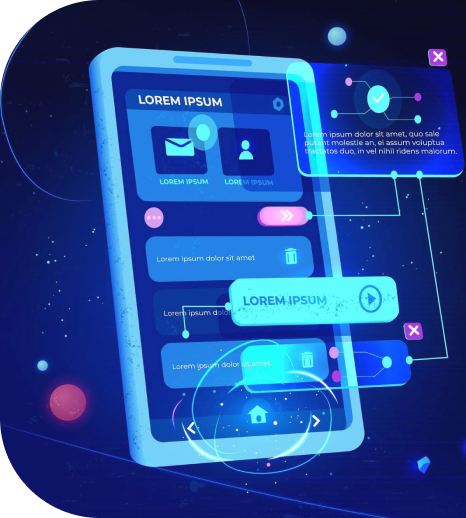 LOREM IPSUM
LOREM IPSUM
LOREM IPSUM
Lorem ipsum dolor sit amet, quo sale
putant molestie an, ei assum voluptua
tractatos duo, in vel nihil ridens maiorum.
Lorem ipsum dolor sit amet
LOREM IPSUM
Lorem ipsum dolor
Lorem ipsum dolor sit amet